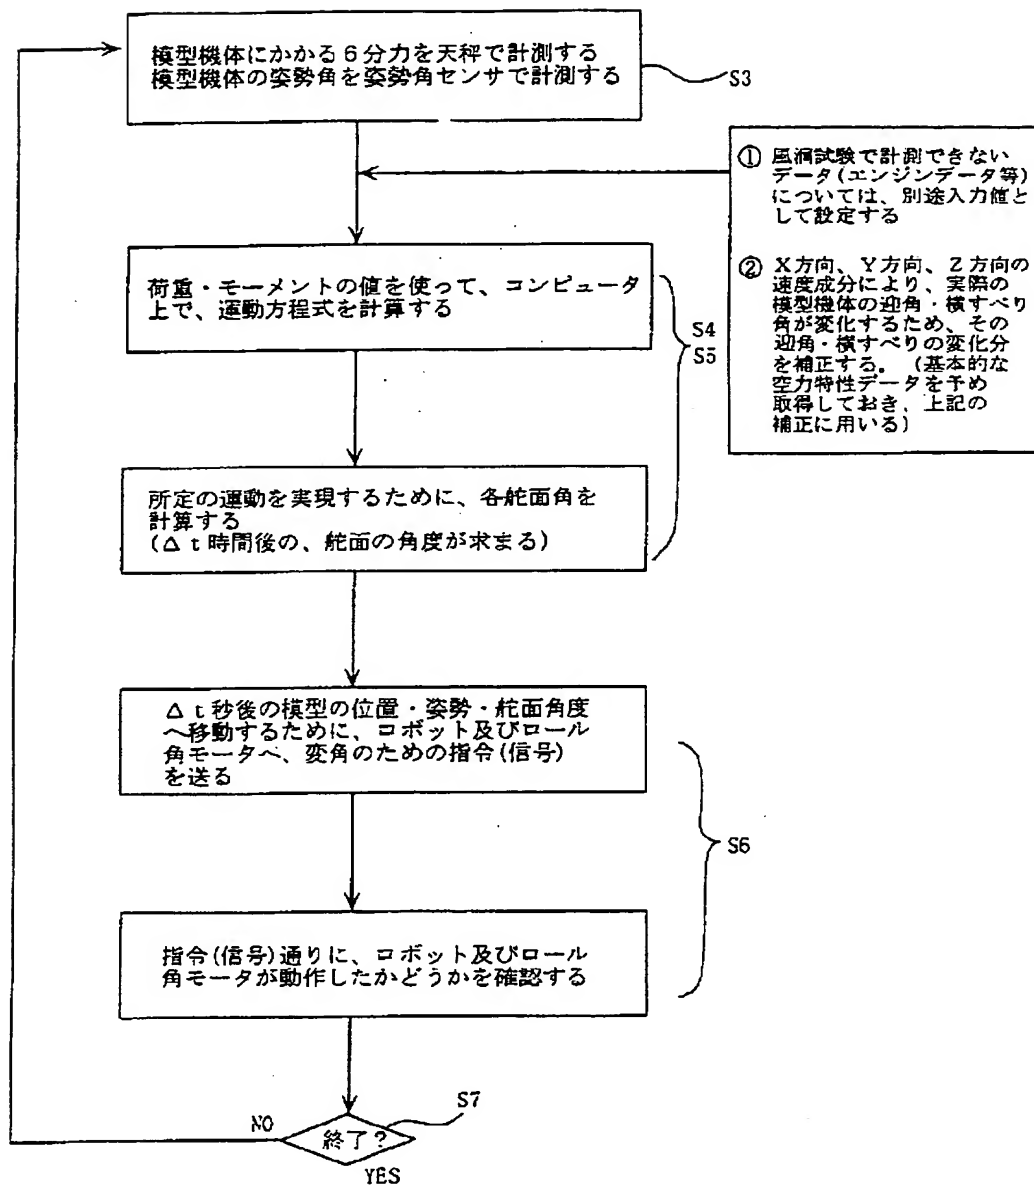 模型機体にかかる6分力を天秤で計測する
模型機体の姿勢角を姿勢角センサで計測する
S3
① 風洞試験で計測できない
データ(エンジンデータ等)
については、別途入力値と
して設定する
② X方向、Y方向、Z方向の
速度成分により、実際の
模型機体の迎角・横すべり
角が変化するため、その
迎角・横すべりの変化分
を補正する。 (基本的な
空力特性データを予め
取得しておき、上記の
補正に用いる)
荷重・モーメントの値を使って、コンピュータ
上で、運動方程式を計算する
S4
S5
所定の運動を実現するために、各舵面角を
計算する
(Δt時間後の、舵面の角度が求まる)
Δt秒後の模型の位置・姿勢・舵面角度
へ移動するために、ロボット及びロール
角モータへ、変角のための指令(信号)
を送る
S6
指令(信号)通りに、ロボット及びロール
角モータが動作したかどうかを確認する
S7
NO
終了?
YES